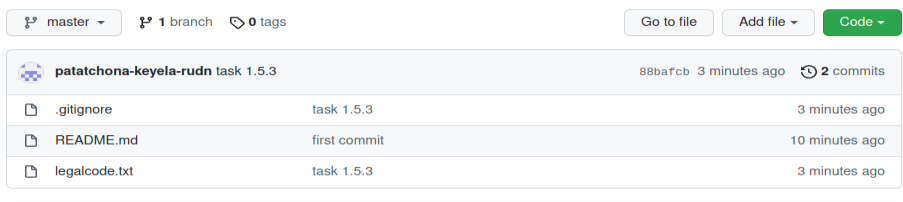 master 1 branch 0 tags Go to file Add file Code
patatchona-keyela-rudn task 1.5.3 88bafcb 3 minutes ago 2 commits
.gitignore task 1.5.3 3 minutes ago
README.md first commit 10 minutes ago
legalcode.txt task 1.5.3 3 minutes ago